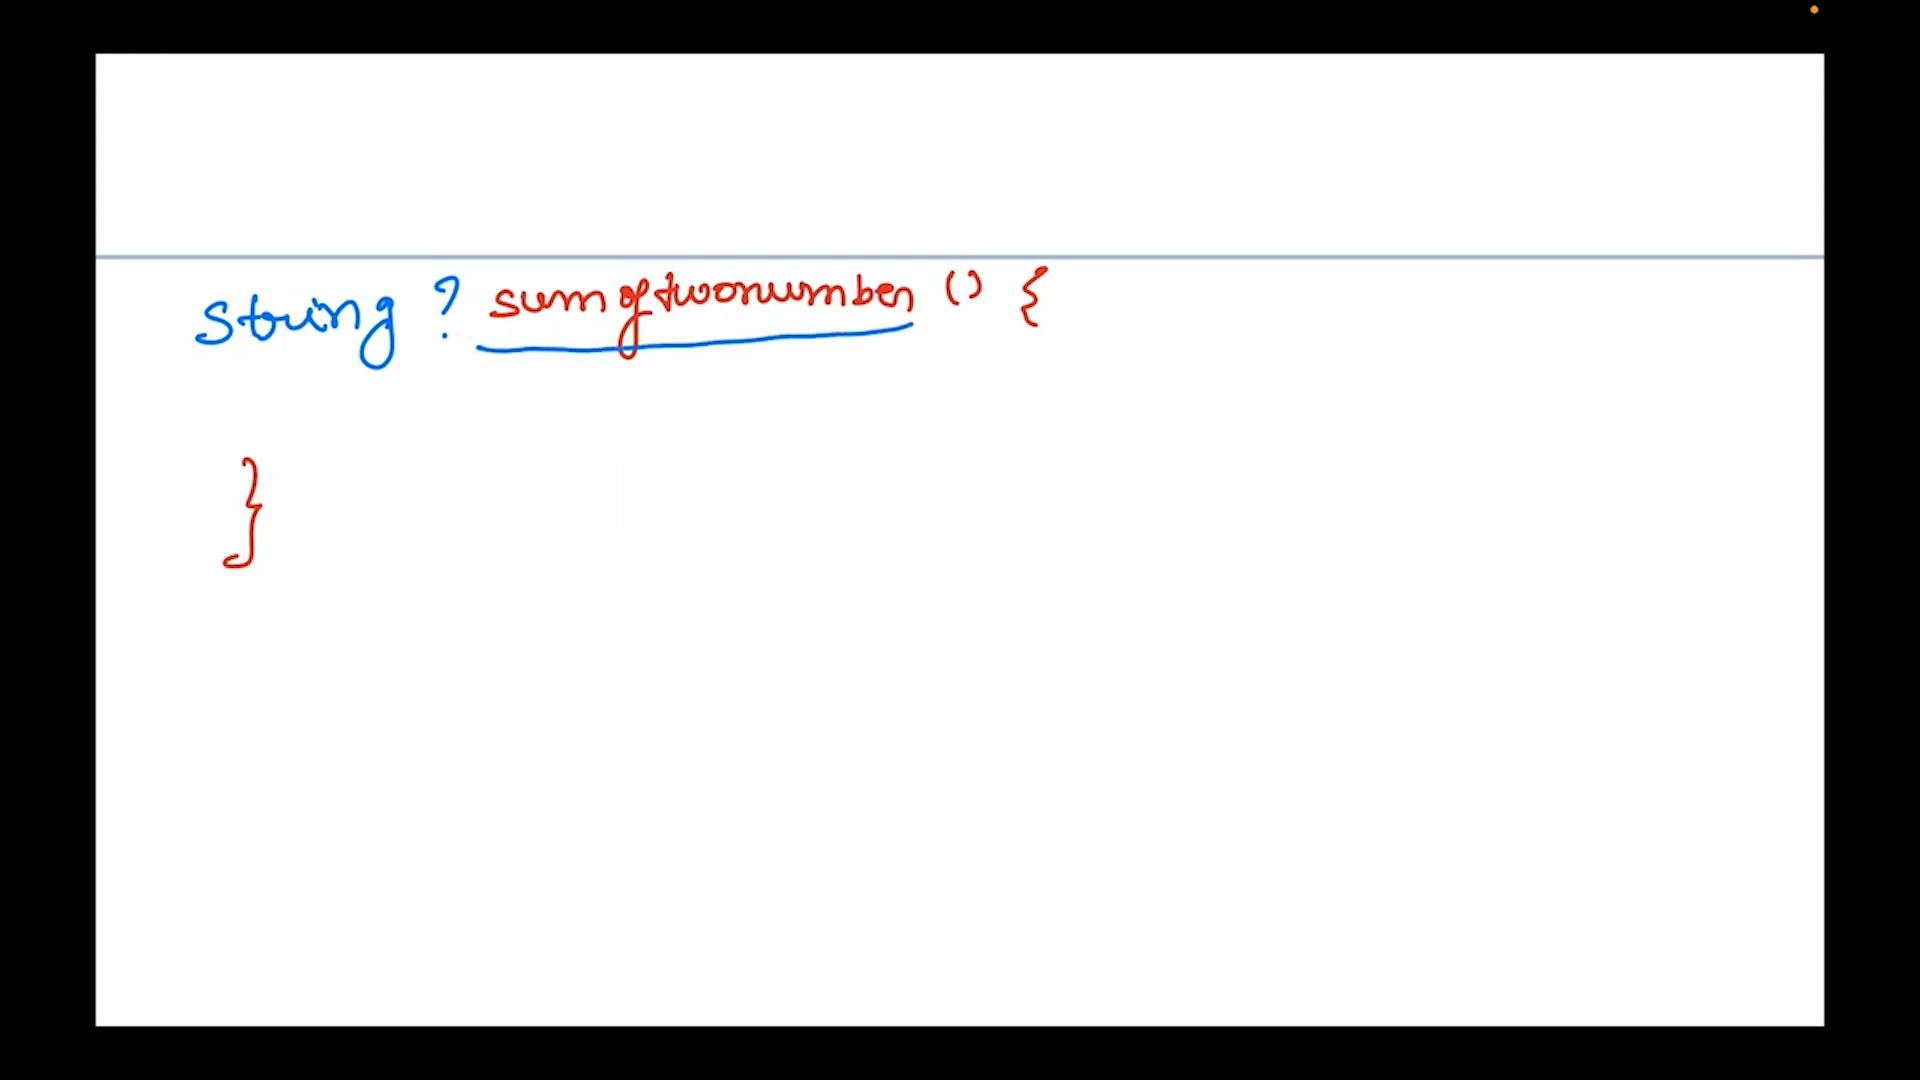 string ? sumoftwonumber () {
}